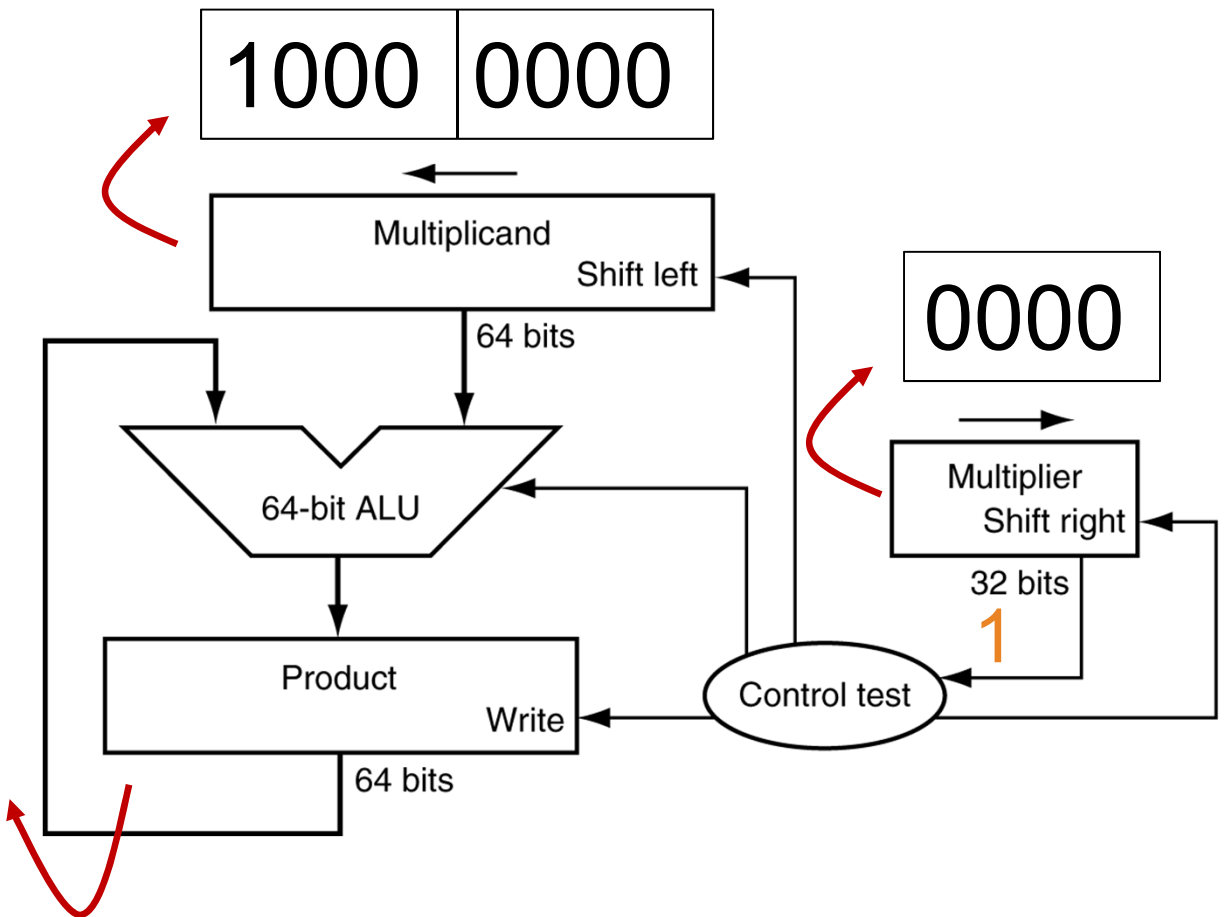 1000 0000
Multiplicand
Shift left
64 bits
0000
Multiplier
Shift right
32 bits
1
64-bit ALU
Control test
Product
Write
64 bits